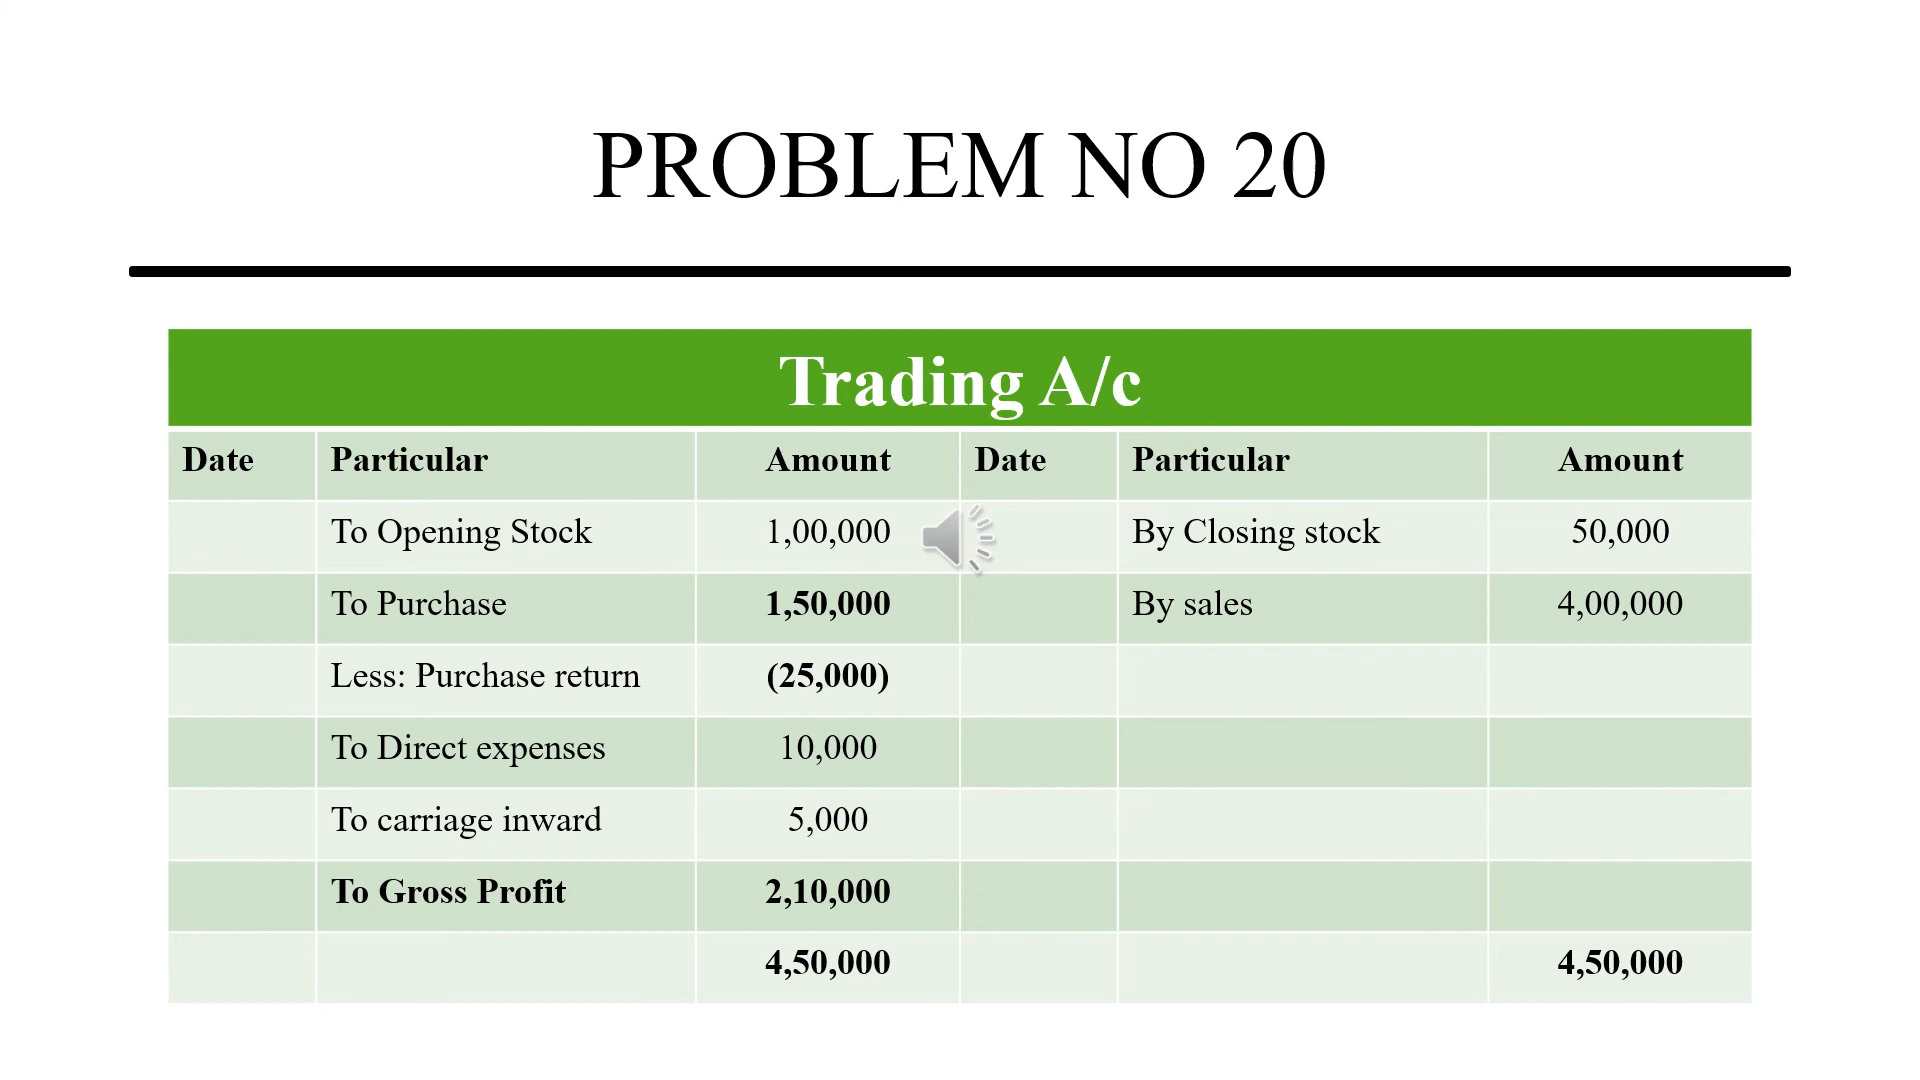 PROBLEM NO 20
Trading A/c
Date Particular Amount Date Particular Amount
To Opening Stock 1,00,000 By Closing stock 50,000
To Purchase 1,50,000 By sales 4,00,000
Less: Purchase return (25,000)
To Direct expenses 10,000
To carriage inward 5,000
To Gross Profit 2,10,000
4,50,000 4,50,000